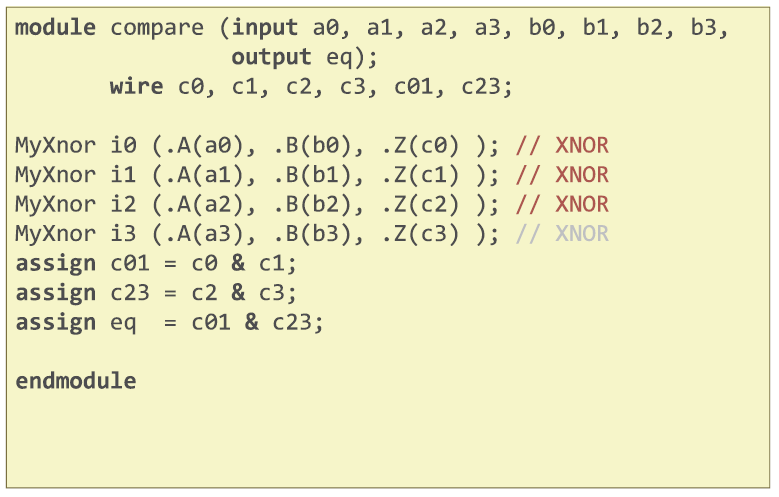 module compare (input a0, a1, a2, a3, b0, b1, b2, b3,
                output eq);
       wire c0, c1, c2, c3, c01, c23;

MyXnor i0 (.A(a0), .B(b0), .Z(c0) ); // XNOR
MyXnor i1 (.A(a1), .B(b1), .Z(c1) ); // XNOR
MyXnor i2 (.A(a2), .B(b2), .Z(c2) ); // XNOR
MyXnor i3 (.A(a3), .B(b3), .Z(c3) ); // XNOR
assign c01 = c0 & c1;
assign c23 = c2 & c3;
assign eq  = c01 & c23;

endmodule